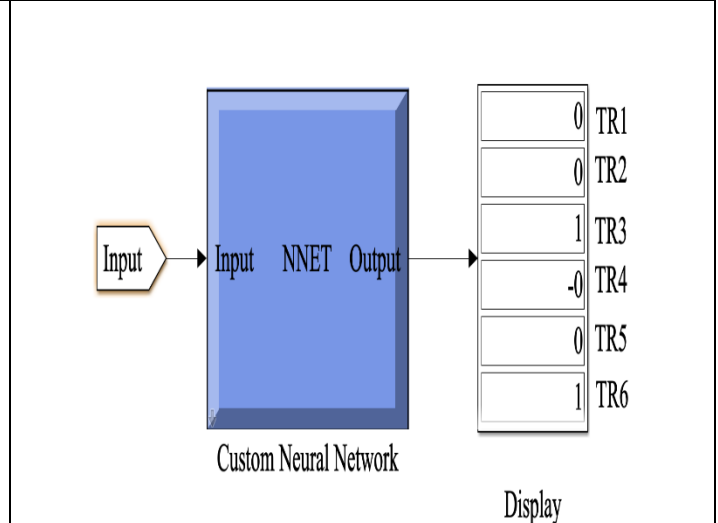 0 TR1
0 TR2
1 TR3
-0 TR4
0 TR5
1 TR6
Input
Input NNET Output
Custom Neural Network
Display